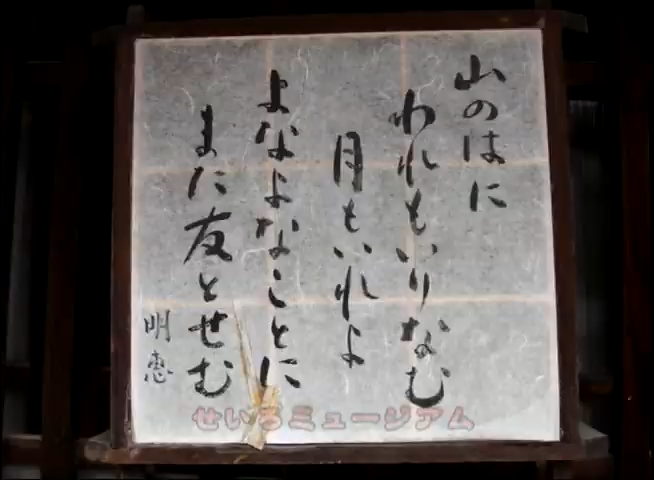 山のはに
われもいりなむ
月もいれよ
よなよなことに
また友とせむ
明恵
せいろミュージアム